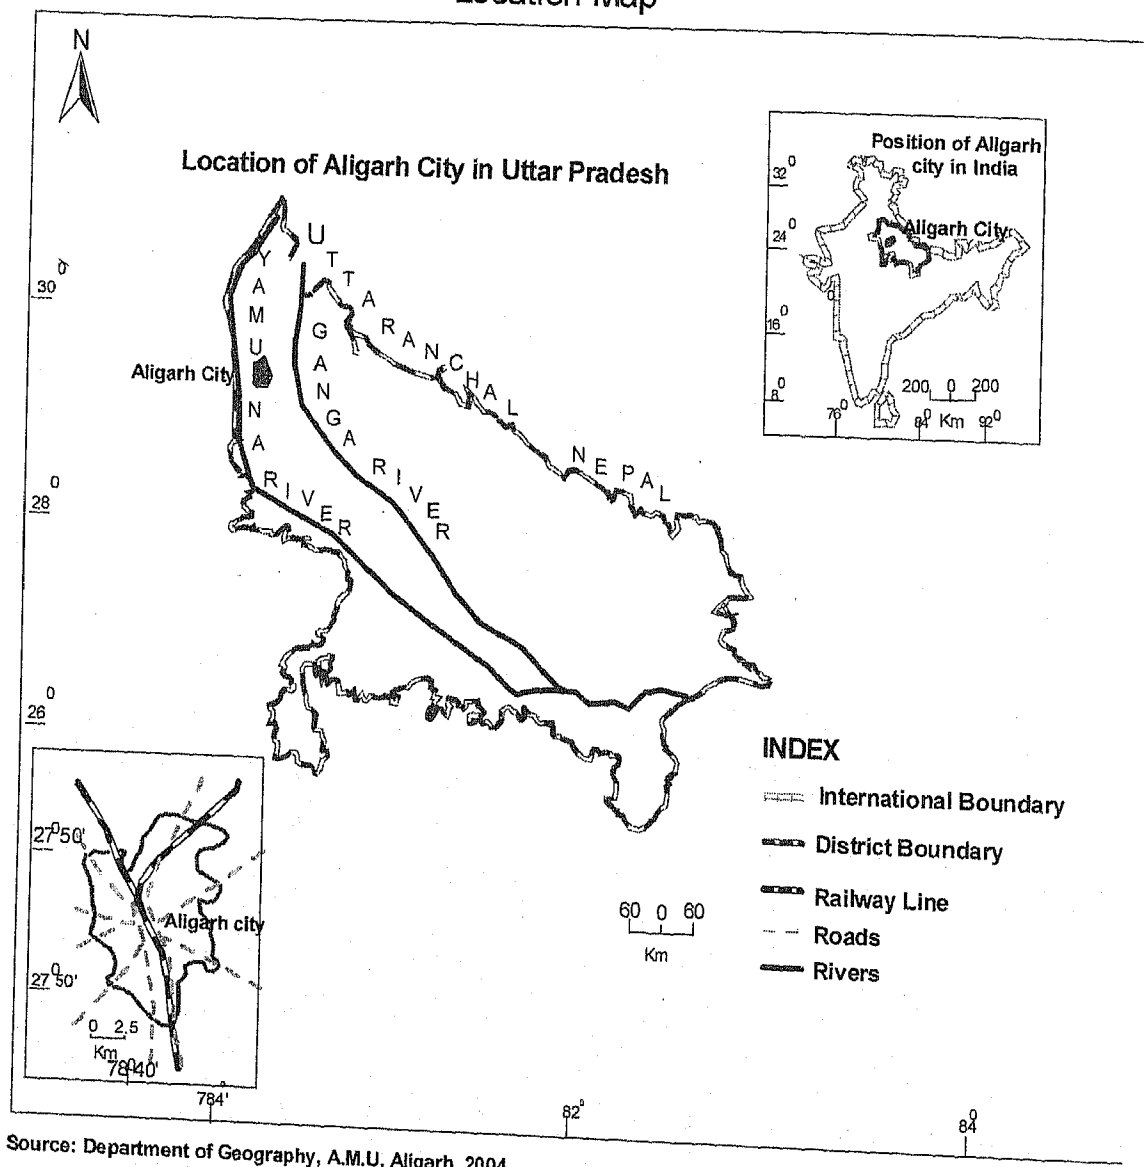 Location Map
N
Location of Aligarh City in Uttar Pradesh
Position of Aligarh
city in India
Aligarh City
32⁰
24⁰
16⁰
8⁰
0
76⁰
84⁰
92⁰
200 0 200
Km
UTTARANCHAL
NEPAL
YAMUNA RIVER
GANGA RIVER
Aligarh City
30⁰
28⁰
26⁰
27⁰50'
Aligarh city
27⁰50'
0 2.5
Km
78⁰40'
784'
82⁰
84⁰
60 0 60
Km
INDEX
International Boundary
District Boundary
Railway Line
Roads
Rivers
Source: Department of Geography, A.M.U, Aligarh, 2004